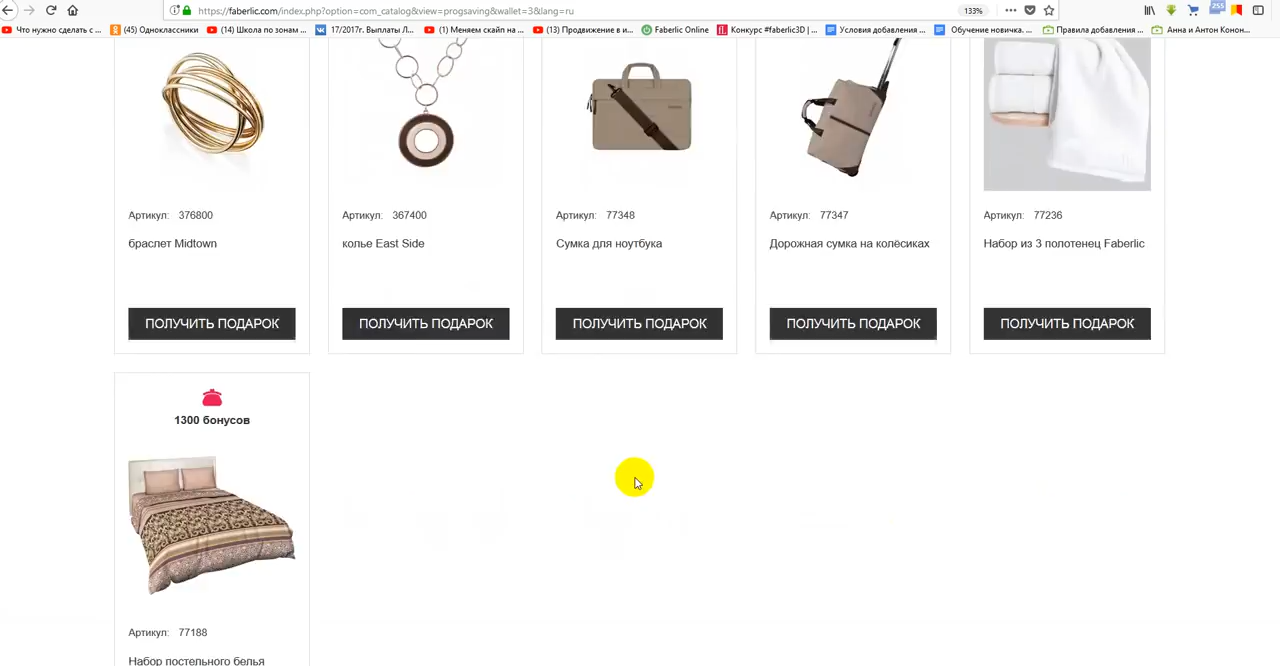 https://faberlic.com/index.php?option=com_catalog&view=progsaving&wallet=3&lang=ru
133%
255
Что нужно сделать с ...
(45) Одноклассники
(14) Школа по зонам ...
17/2017г. Выплаты Л...
(1) Меняем скайп на ...
(13) Продвижение в и...
Faberlic Online
Конкурс #faberlic3D | ...
Условия добавления ...
Обучение новичка. ...
Правила добавления ...
Анна и Антон Конон...
Артикул: 376800
браслет Midtown
ПОЛУЧИТЬ ПОДАРОК
Артикул: 367400
колье East Side
ПОЛУЧИТЬ ПОДАРОК
Артикул: 77348
Сумка для ноутбука
ПОЛУЧИТЬ ПОДАРОК
Артикул: 77347
Дорожная сумка на колёсиках
ПОЛУЧИТЬ ПОДАРОК
Артикул: 77236
Набор из 3 полотенец Faberlic
ПОЛУЧИТЬ ПОДАРОК
1300 бонусов
Артикул: 77188
Набор постельного белья